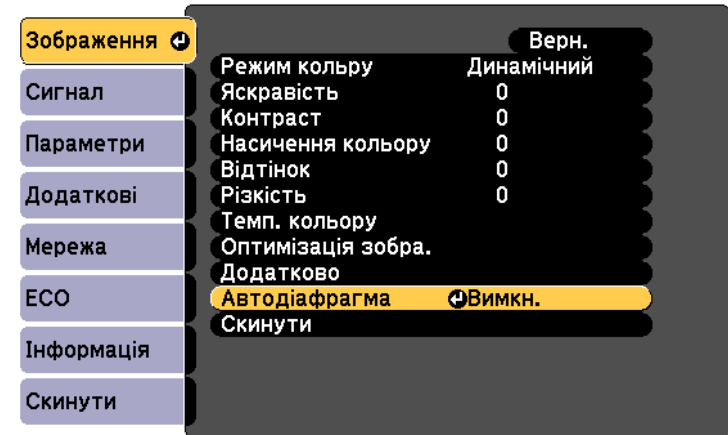 Зображення
Сигнал
Параметри
Додаткові
Мережа
ECO
Інформація
Скинути
Верн.
Режим кольру Динамічний
Яскравість 0
Контраст 0
Насичення кольору 0
Відтінок 0
Різкість 0
Темп. кольору
Оптимізація зобра.
Додатково
Автодіафрагма Вимкн.
Скинути